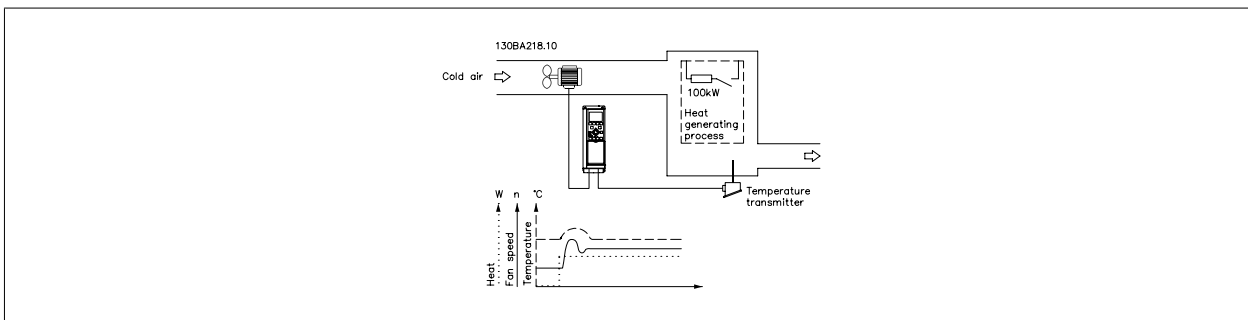 130BA218.10
Cold air
100kW
Heat
generating
process
Temperature
transmitter
W n °C
Heat
Fan speed
Temperature